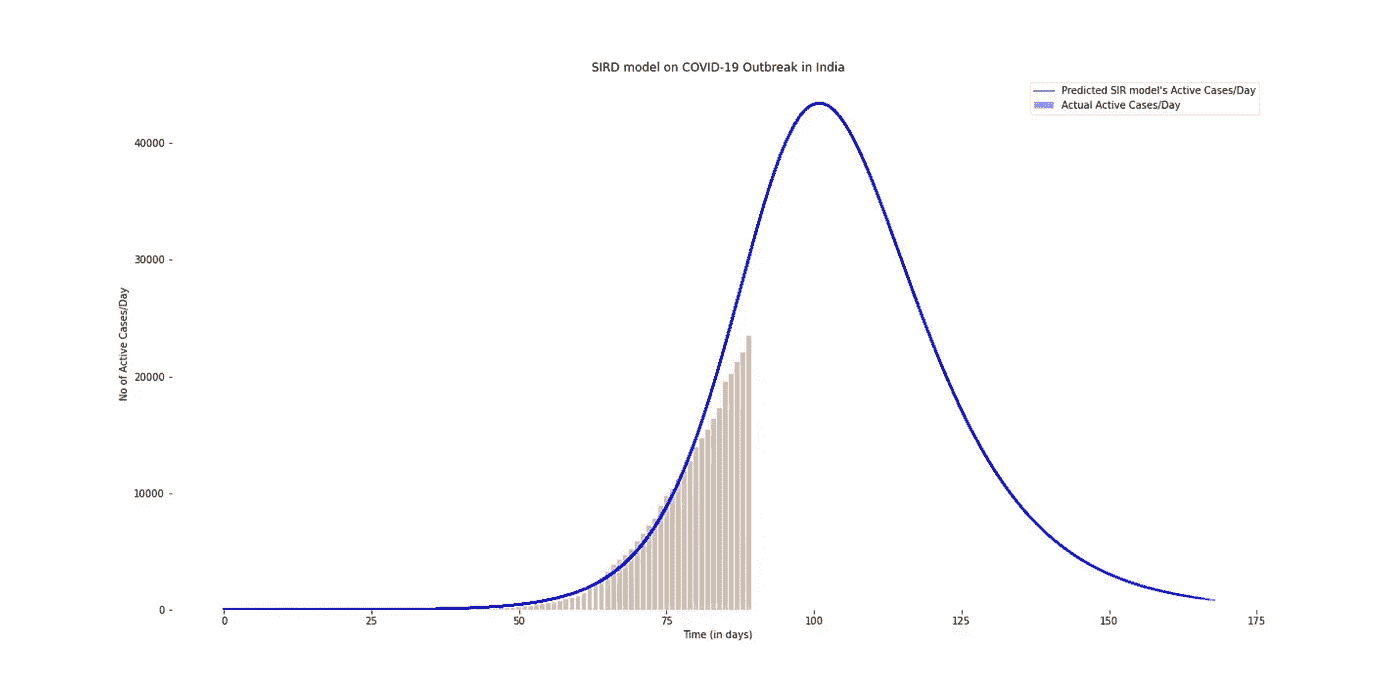 SIRD model on COVID-19 Outbreak in India
Predicted SIR model's Active Cases/Day
Actual Active Cases/Day
No of Active Cases/Day
40000
30000
20000
10000
0
0 25 50 75 100 125 150 175
Time (in days)